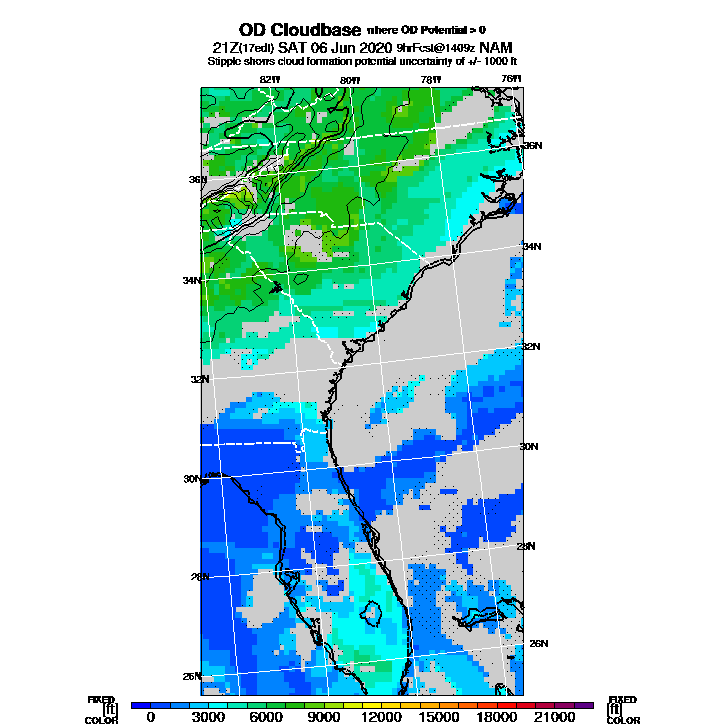 OD Cloudbase where OD Potential > 0
21Z(17edt) SAT 06 Jun 2020 9hrFcst@1409z NAM
Stipple shows cloud formation potential uncertainty of +/- 1000 ft
82W 80W 78W 76W
36N 36N
34N 34N
32N 32N
30N 30N
28N 28N
26N 26N
FIXED FIXED
[ft] [ft]
COLOR COLOR
0 3000 6000 9000 12000 15000 18000 21000